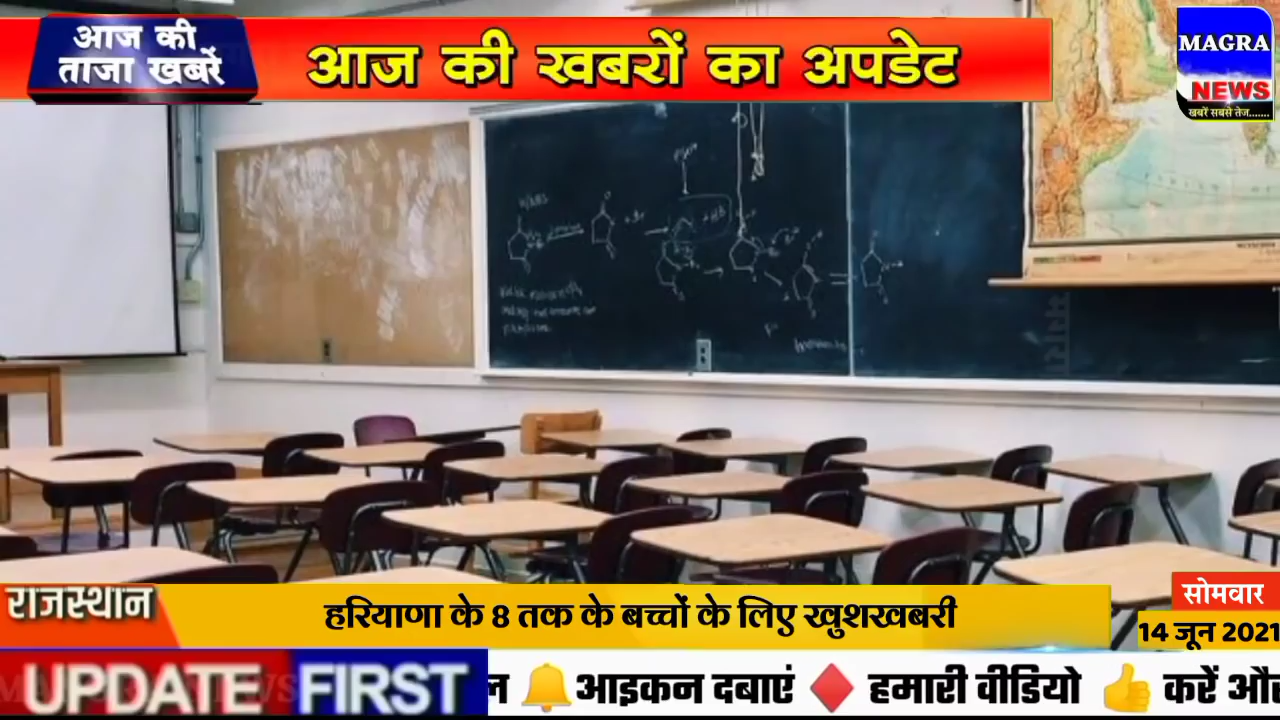 आज की
ताजा खबरें
आज की खबरों का अपडेट
MAGRA
NEWS
खबरें सबसे तेज.......
राजस्थान
हरियाणा के 8 तक के बच्चों के लिए खुशखबरी
सोमवार
14 जून 2021
UPDATE FIRST
ल 🔔 आइकन दबाएं ♦ हमारी वीडियो 👍 करें और